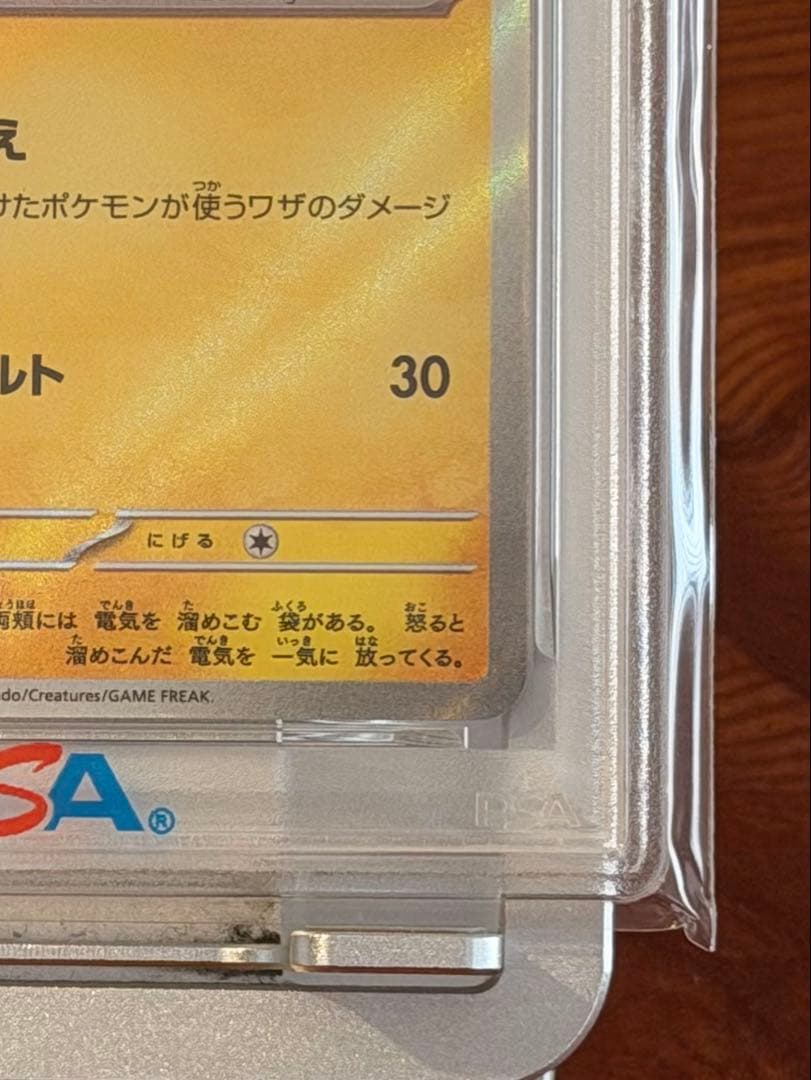 え
けたポケモンが使うワザのダメージ
ルト 30
にげる
両頬には 電気を 溜めこむ 袋がある。 怒ると
溜めこんだ 電気を 一気に 放ってくる。
do/Creatures/GAME FREAK.
SA®
PSA